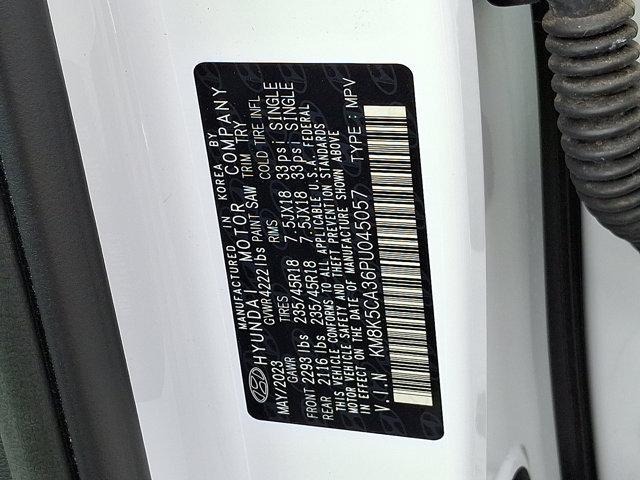 MANUFACTURED IN KOREA BY
HYUNDAI MOTOR COMPANY
MAY/2023 GVWR 4222 lbs PAINT SAW TRIM TRY
GAWR TIRES RIMS COLD TIRE INFL
FRONT 2293 lbs 235/45R18 7.5JX18 33psi SINGLE
REAR 2116 lbs 235/45R18 7.5JX18 33psi SINGLE
THIS VEHICLE CONFORMS TO ALL APPLICABLE U.S.A. FEDERAL
MOTOR VEHICLE SAFETY AND THEFT PREVENTION STANDARDS
IN EFFECT ON THE DATE OF MANUFACTURE SHOWN ABOVE
V.I.N KM8K5CA36PU045057 TYPE : MPV